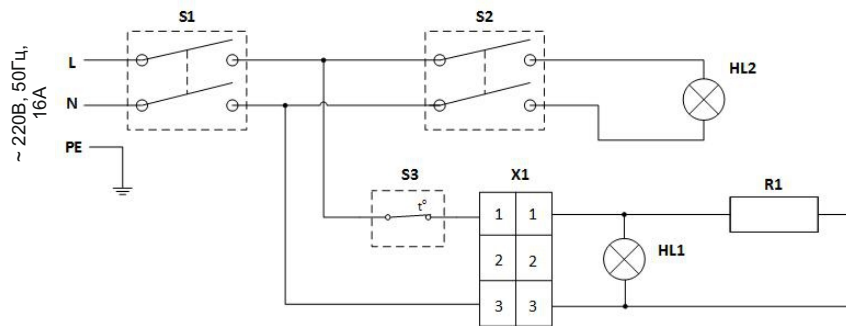 ~ 220В, 50Гц,
16А
S1
S2
L
HL2
N
PE
S3
X1
R1
t°
1 1
HL1
2 2
3 3